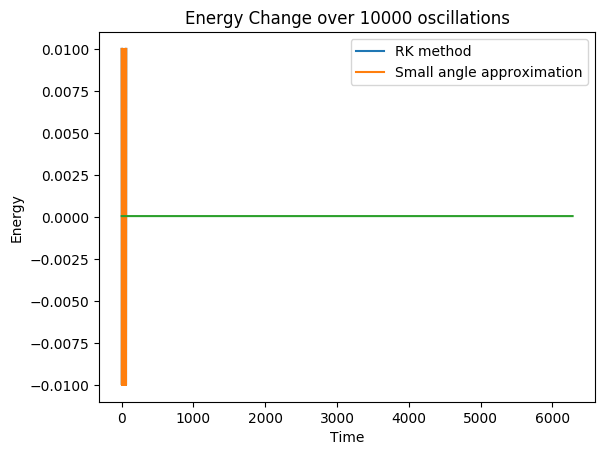 Energy Change over 10000 oscillations
RK method
Small angle approximation
Energy
0.0100
0.0075
0.0050
0.0025
0.0000
−0.0025
−0.0050
−0.0075
−0.0100
0 1000 2000 3000 4000 5000 6000
Time